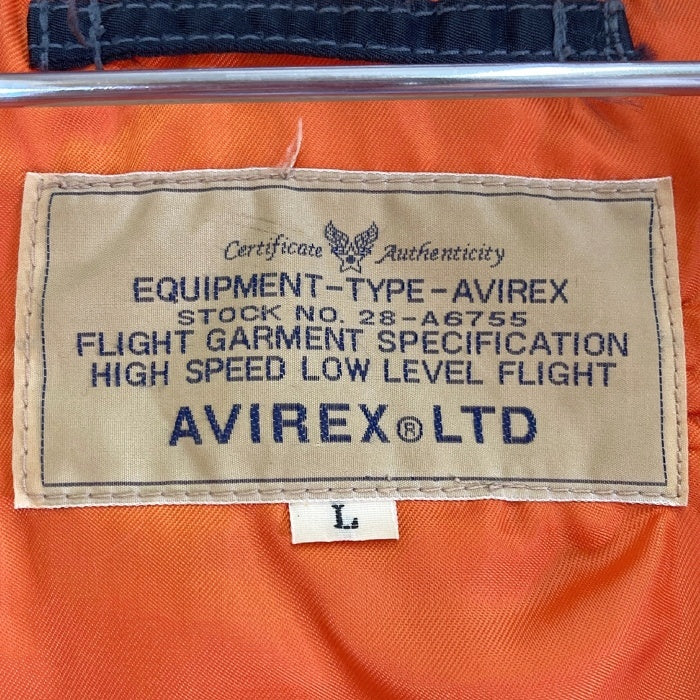 Certificate Authenticity
EQUIPMENT-TYPE-AVIREX
STOCK NO. 28-A6755
FLIGHT GARMENT SPECIFICATION
HIGH SPEED LOW LEVEL FLIGHT
AVIREX®LTD
L